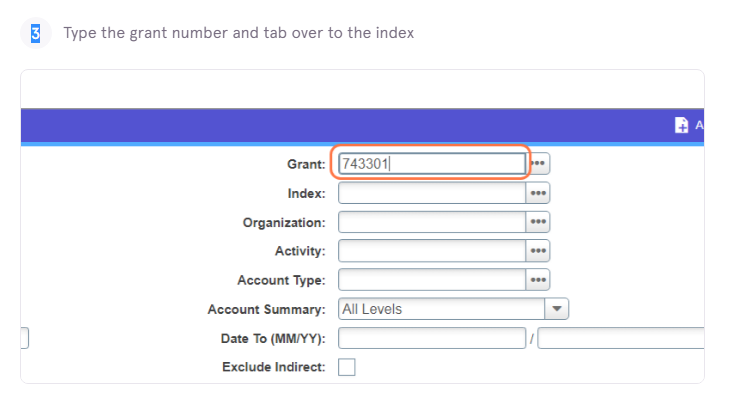 3 Type the grant number and tab over to the index
A
Grant: 743301 •••
Index: •••
Organization: •••
Activity: •••
Account Type: •••
Account Summary: All Levels
Date To (MM/YY): /
Exclude Indirect: